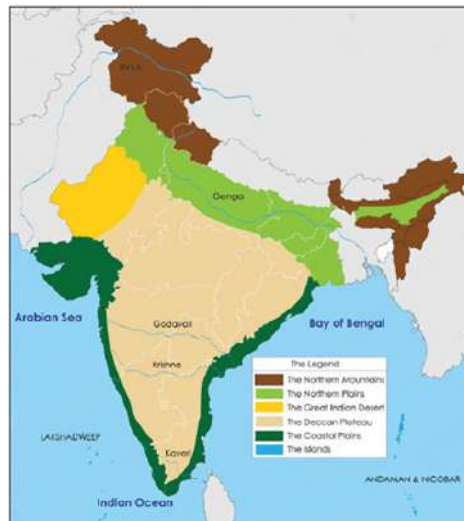 Indus
Ganga
Arabian Sea
Godavari
Bay of Bengal
Krishna
The Legend
The Northern Mountains
The Northern Plains
The Great Indian Desert
The Deccan Plateau
The Coastal Plains
The Islands
LAKSHADWEEP
Kaveri
ANDANAN & NICOBAR
Indian Ocean